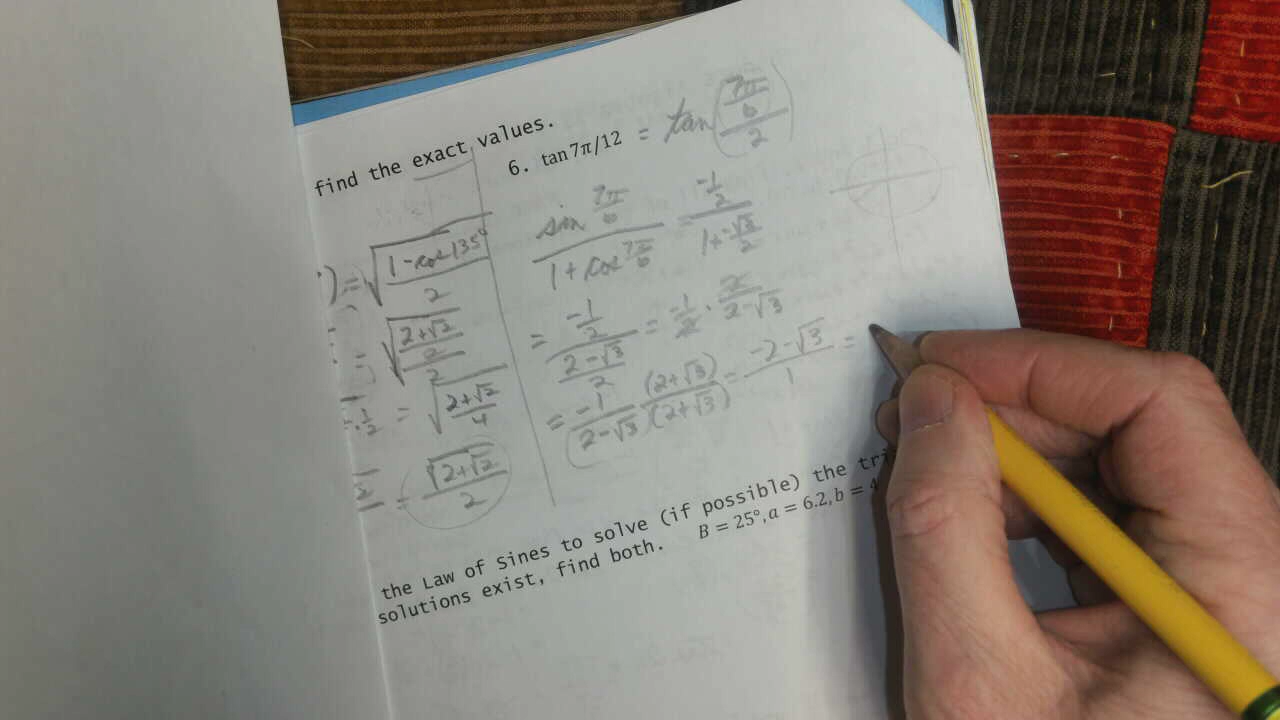 find the exact values.
6. tan 7π/12 = tan((7π/6)/2)
) = √((1-cos 135°)/2)
= √(((2+√2)/2)/2)
·1/2 = √((2+√2)/4)
= √(2+√2)/2
(sin 7π/6)/(1+cos 7π/6) = (-1/2)/(1+ -√3/2)
= (-1/2)/((2-√3)/2) = -1/2 · 2/(2-√3)
= -1/(2-√3) (2+√3)/(2+√3) = (-2-√3)/1 =
the Law of Sines to solve (if possible) the tri
solutions exist, find both. B = 25°, a = 6.2, b = 4